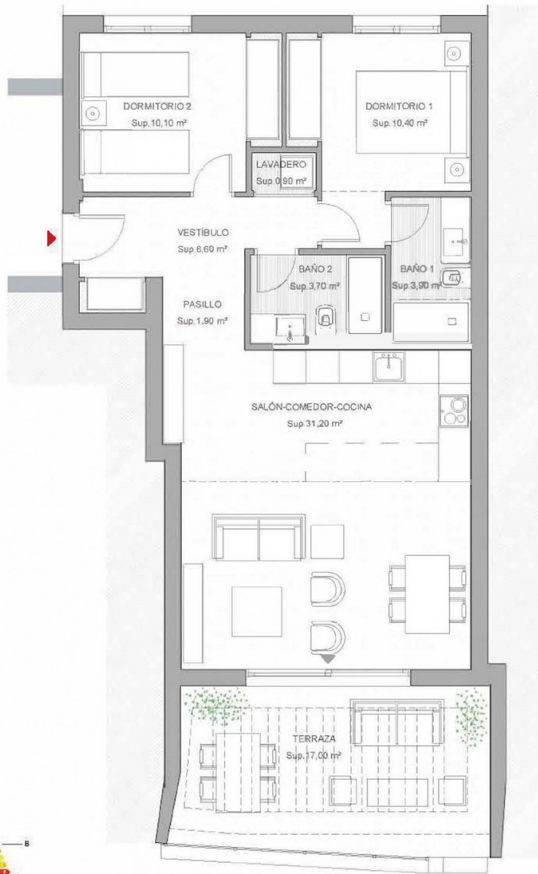 DORMITORIO 2
Sup.10,10 m²
DORMITORIO 1
Sup.10,40 m²
LAVADERO
Sup.0,90 m²
VESTÍBULO
Sup.6,60 m²
BAÑO 2
Sup.3,70 m²
BAÑO 1
Sup.3,90 m²
PASILLO
Sup.1,90 m²
SALÓN-COMEDOR-COCINA
Sup.31,20 m²
TERRAZA
Sup.17,00 m²
B